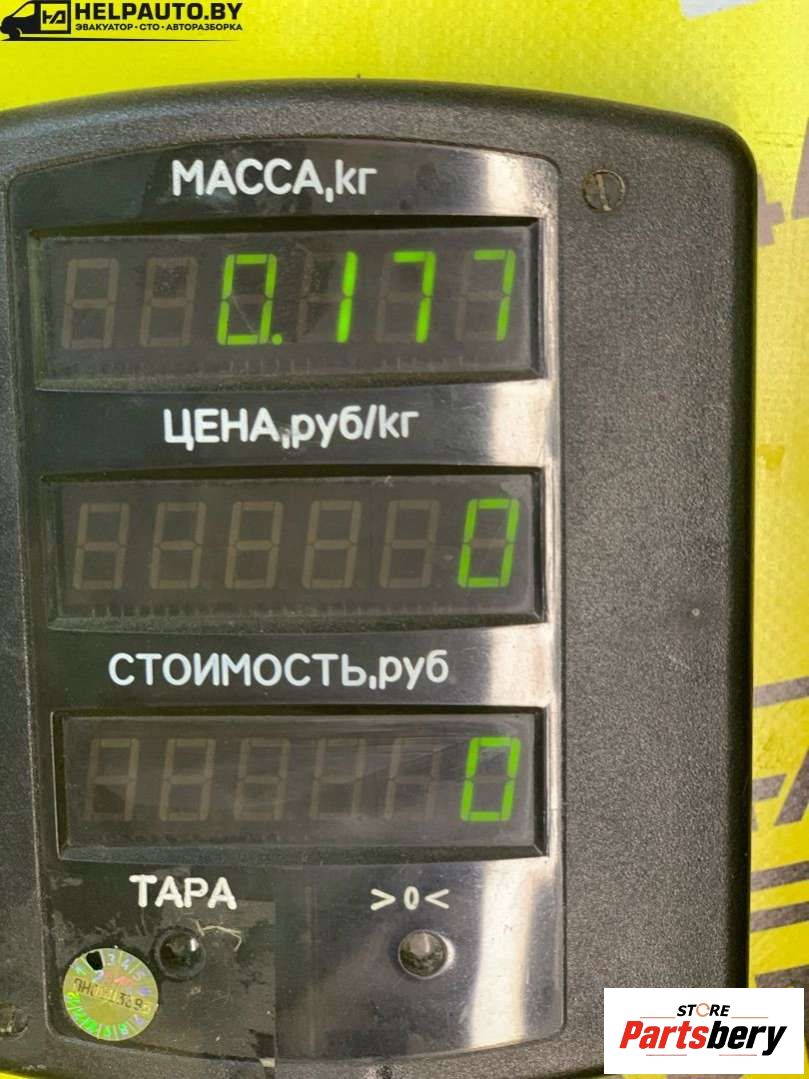 HELPAUTO.BY
ЭВАКУАТОР • СТО • АВТОРАЗБОРКА
МАССА,кг
0.177
ЦЕНА,руб/кг
0
СТОИМОСТЬ,руб
0
ТАРА >0<
STORE
Partsbery